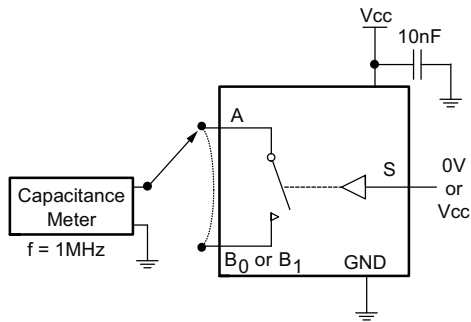 Vcc
10nF
A
S
0V
or
Vcc
Capacitance
Meter
f = 1MHz
B0 or B1
GND